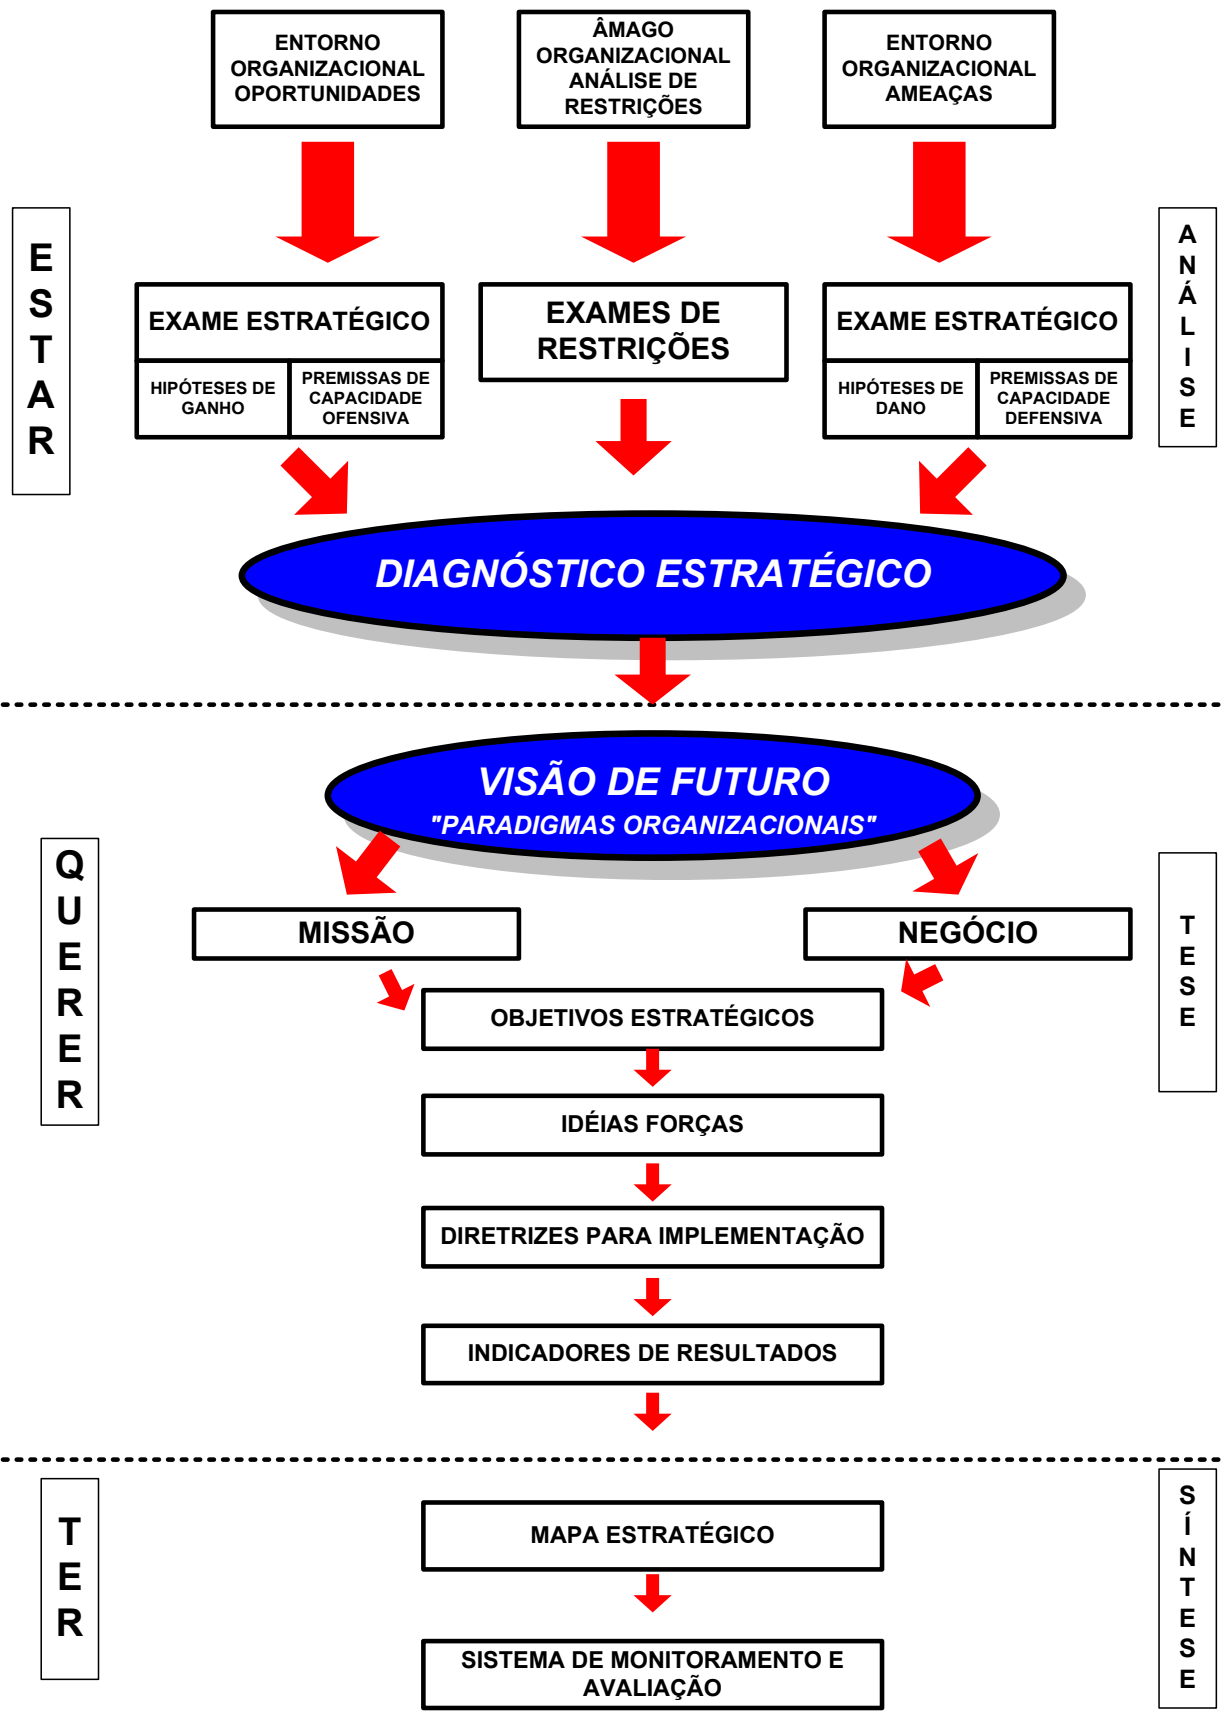 ENTORNO
ORGANIZACIONAL
OPORTUNIDADES
ÂMAGO
ORGANIZACIONAL
ANÁLISE DE
RESTRIÇÕES
ENTORNO
ORGANIZACIONAL
AMEAÇAS
E
S
T
A
R
A
N
Á
L
I
S
E
EXAME ESTRATÉGICO
HIPÓTESES DE
GANHO
PREMISSAS DE
CAPACIDADE
OFENSIVA
EXAMES DE
RESTRIÇÕES
EXAME ESTRATÉGICO
HIPÓTESES DE
DANO
PREMISSAS DE
CAPACIDADE
DEFENSIVA
DIAGNÓSTICO ESTRATÉGICO
VISÃO DE FUTURO
"PARADIGMAS ORGANIZACIONAIS"
Q
U
E
R
E
R
T
E
S
E
MISSÃO
NEGÓCIO
OBJETIVOS ESTRATÉGICOS
IDÉIAS FORÇAS
DIRETRIZES PARA IMPLEMENTAÇÃO
INDICADORES DE RESULTADOS
T
E
R
S
Í
N
T
E
S
E
MAPA ESTRATÉGICO
SISTEMA DE MONITORAMENTO E
AVALIAÇÃO